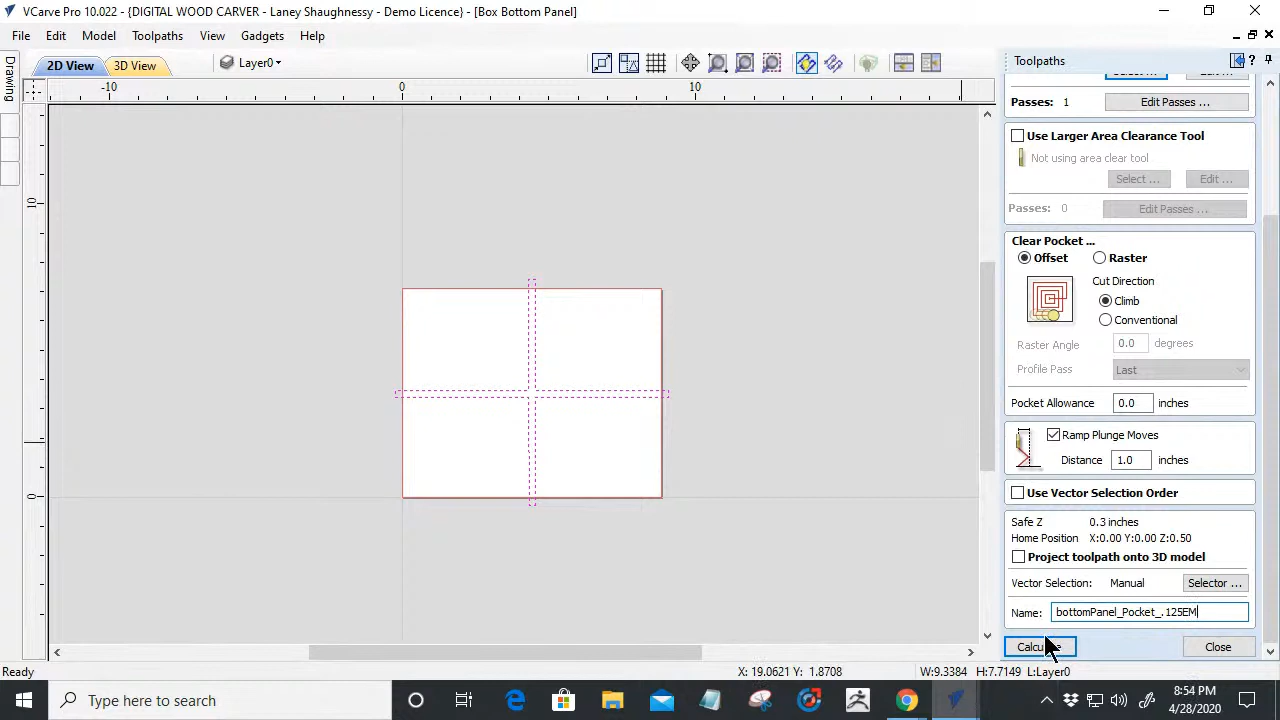 VCarve Pro 10.022 - {DIGITAL WOOD CARVER - Laney Shaughnessy - Demo Licence} - [Box Bottom Panel]
File Edit Model Toolpaths View Gadgets Help
Drawing
2D View 3D View Layer0
Toolpaths
-10 0 10
10
0
Passes: 1 Edit Passes ...
Use Larger Area Clearance Tool
Not using area clear tool
Select ... Edit ...
Passes: 0 Edit Passes ...
Clear Pocket ...
Offset Raster
Cut Direction
Climb
Conventional
Raster Angle 0.0 degrees
Profile Pass Last
Pocket Allowance 0.0 inches
Ramp Plunge Moves
Distance 1.0 inches
Use Vector Selection Order
Safe Z 0.3 inches
Home Position X:0.00 Y:0.00 Z:0.50
Project toolpath onto 3D model
Vector Selection: Manual Selector ...
Name: bottomPanel_Pocket_.125EM
Close
Ready X: 19.0621 Y: 1.8708 W:9.3384 H:7.7149 L:Layer0
Type here to search
8:54 PM
4/28/2020